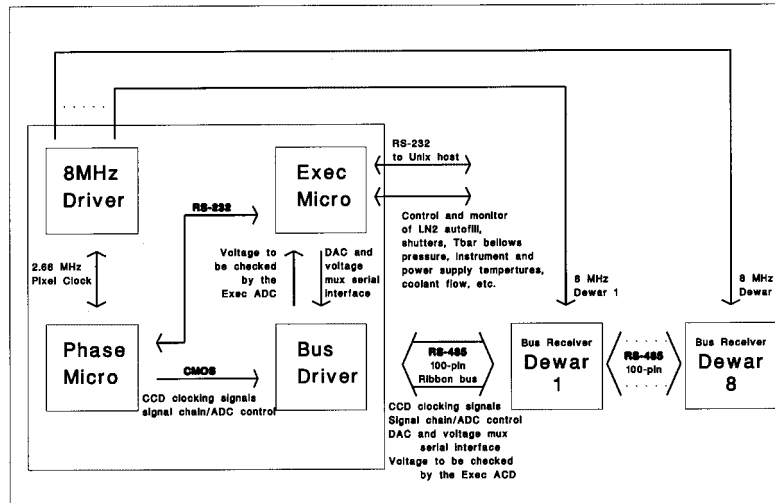 8MHz
Driver
Exec
Micro
RS-232
to Unix host
RS-232
Control and monitor
of LN2 autofill,
shutters, Tbar bellows
pressure, instrument and
power supply tempertures,
coolant flow, etc.
2.66 MHz
Pixel Clock
Voltage to
be checked
by the
Exec ADC
DAC and
voltage
mux serial
interface
8 MHz
Dewar 1
8 MHz
Dewar
Phase
Micro
CMOS
CCD clocking signals
signal chain/ADC control
Bus
Driver
RS-485
100-pin
Ribbon bus
CCD clocking signals
Signal chain/ADC control
DAC and voltage mux
serial interface
Voltage to be checked
by the Exec ACD
Bus Receiver
Dewar
1
RS-485
100-pin
Bus Receiver
Dewar
8